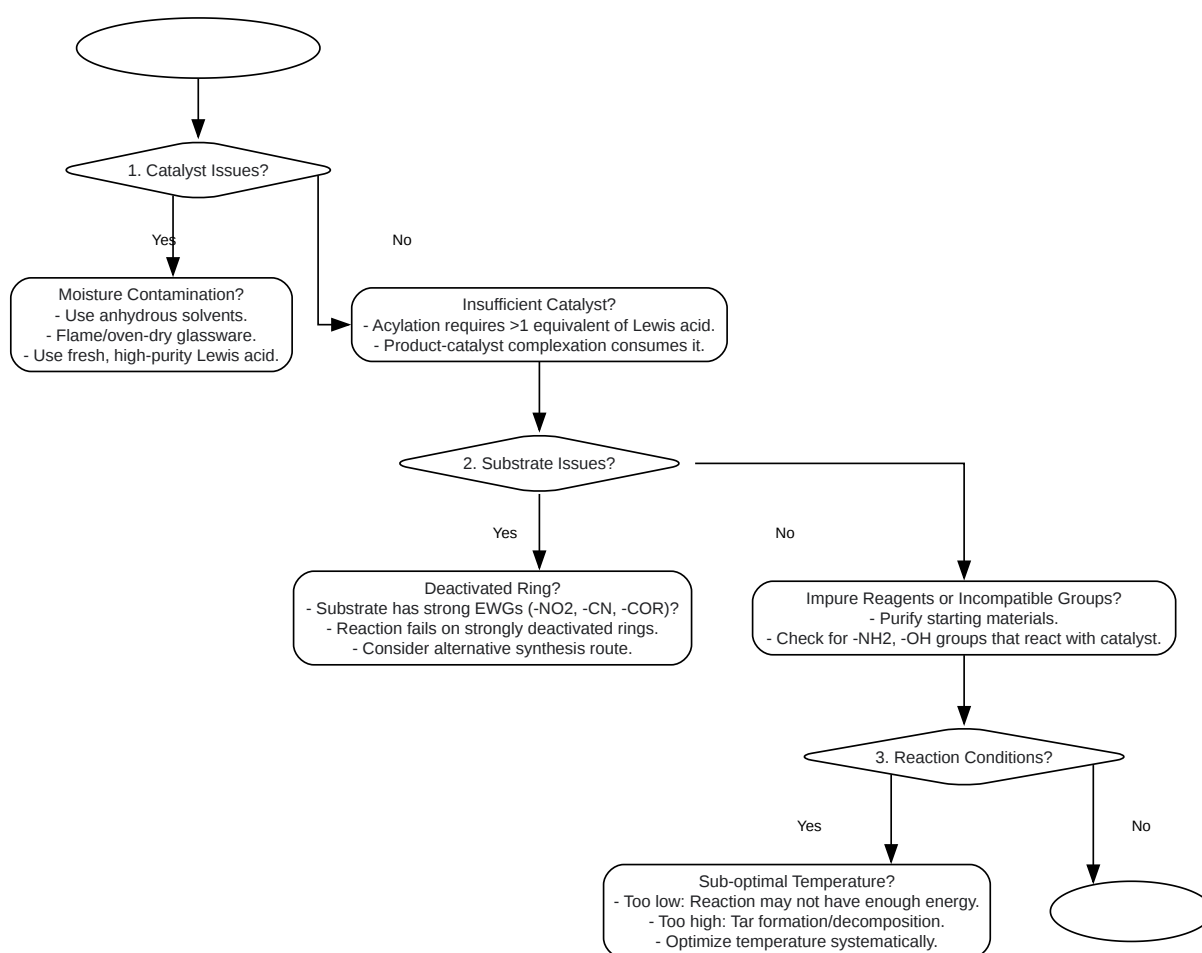 1. Catalyst Issues?
Yes
No
Moisture Contamination?
- Use anhydrous solvents.
- Flame/oven-dry glassware.
- Use fresh, high-purity Lewis acid.
Insufficient Catalyst?
- Acylation requires >1 equivalent of Lewis acid.
- Product-catalyst complexation consumes it.
2. Substrate Issues?
Yes
No
Deactivated Ring?
- Substrate has strong EWGs (-NO2, -CN, -COR)?
- Reaction fails on strongly deactivated rings.
- Consider alternative synthesis route.
Impure Reagents or Incompatible Groups?
- Purify starting materials.
- Check for -NH2, -OH groups that react with catalyst.
3. Reaction Conditions?
Yes
No
Sub-optimal Temperature?
- Too low: Reaction may not have enough energy.
- Too high: Tar formation/decomposition.
- Optimize temperature systematically.